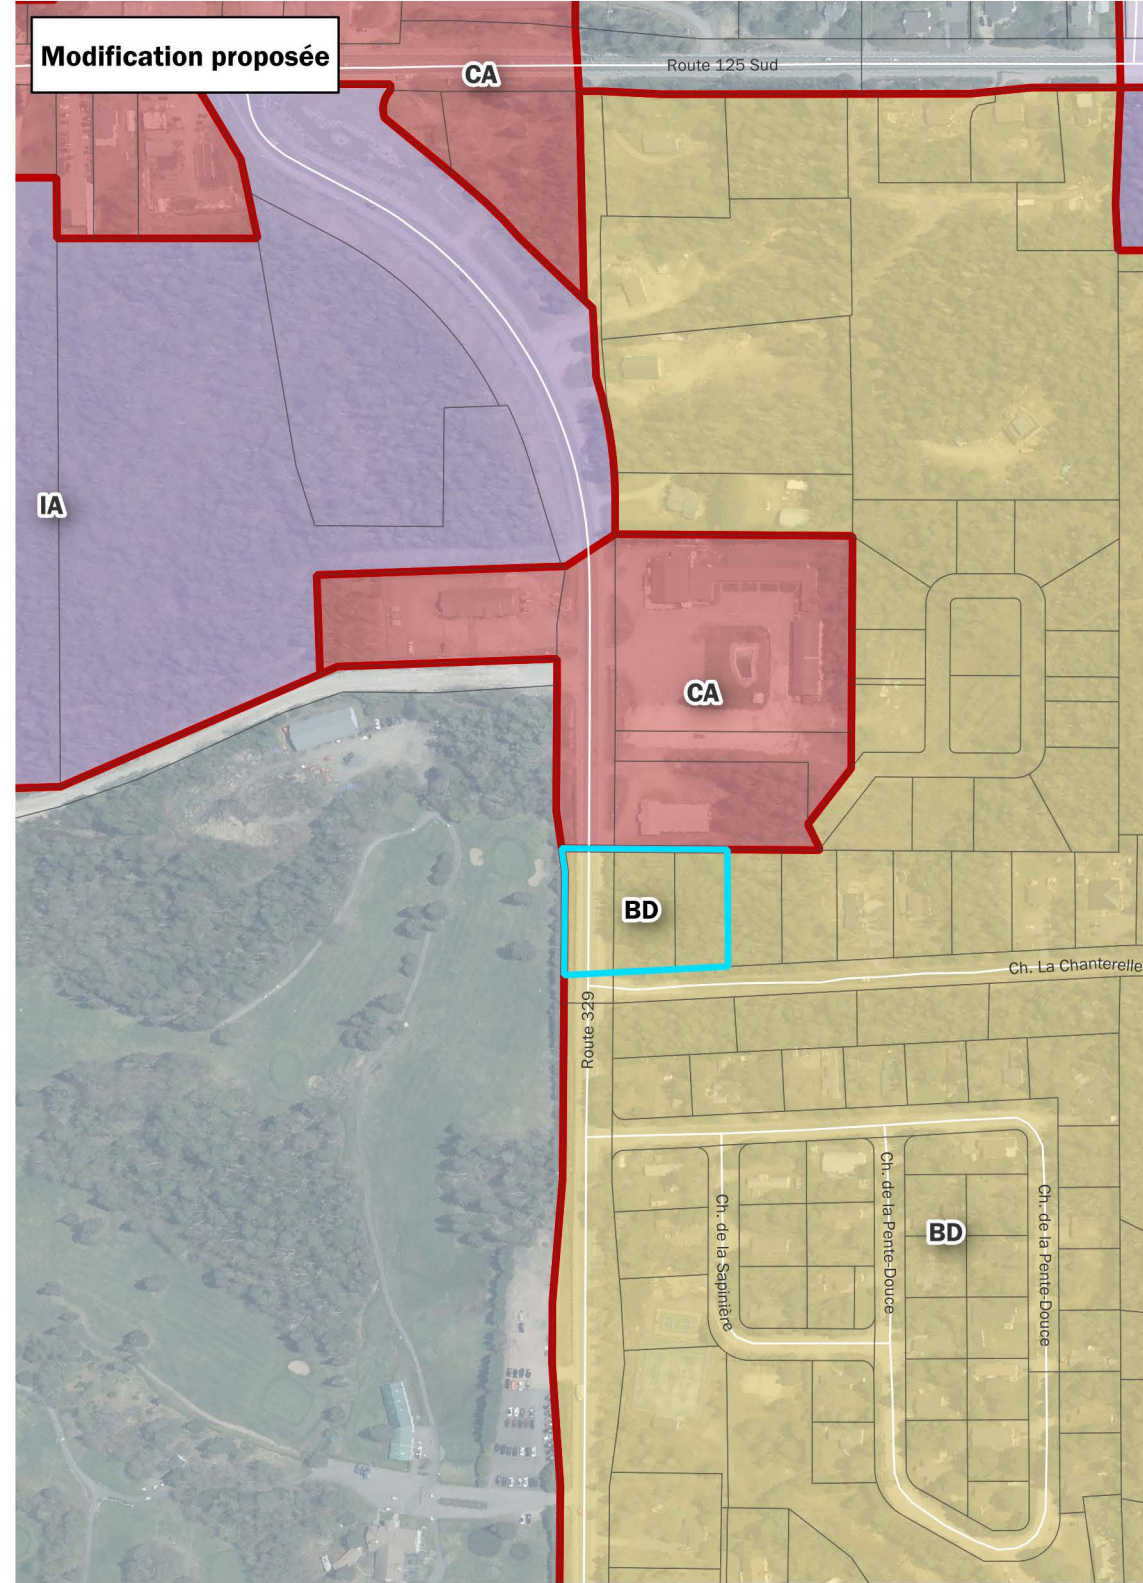 Modification proposée
Route 125 Sud
CA
IA
CA
BD
Ch. La Chanterelle
Route 329
Ch. de la Sapinière
Ch. de la Pente-Douce
BD
Ch. de la Pente-Douce